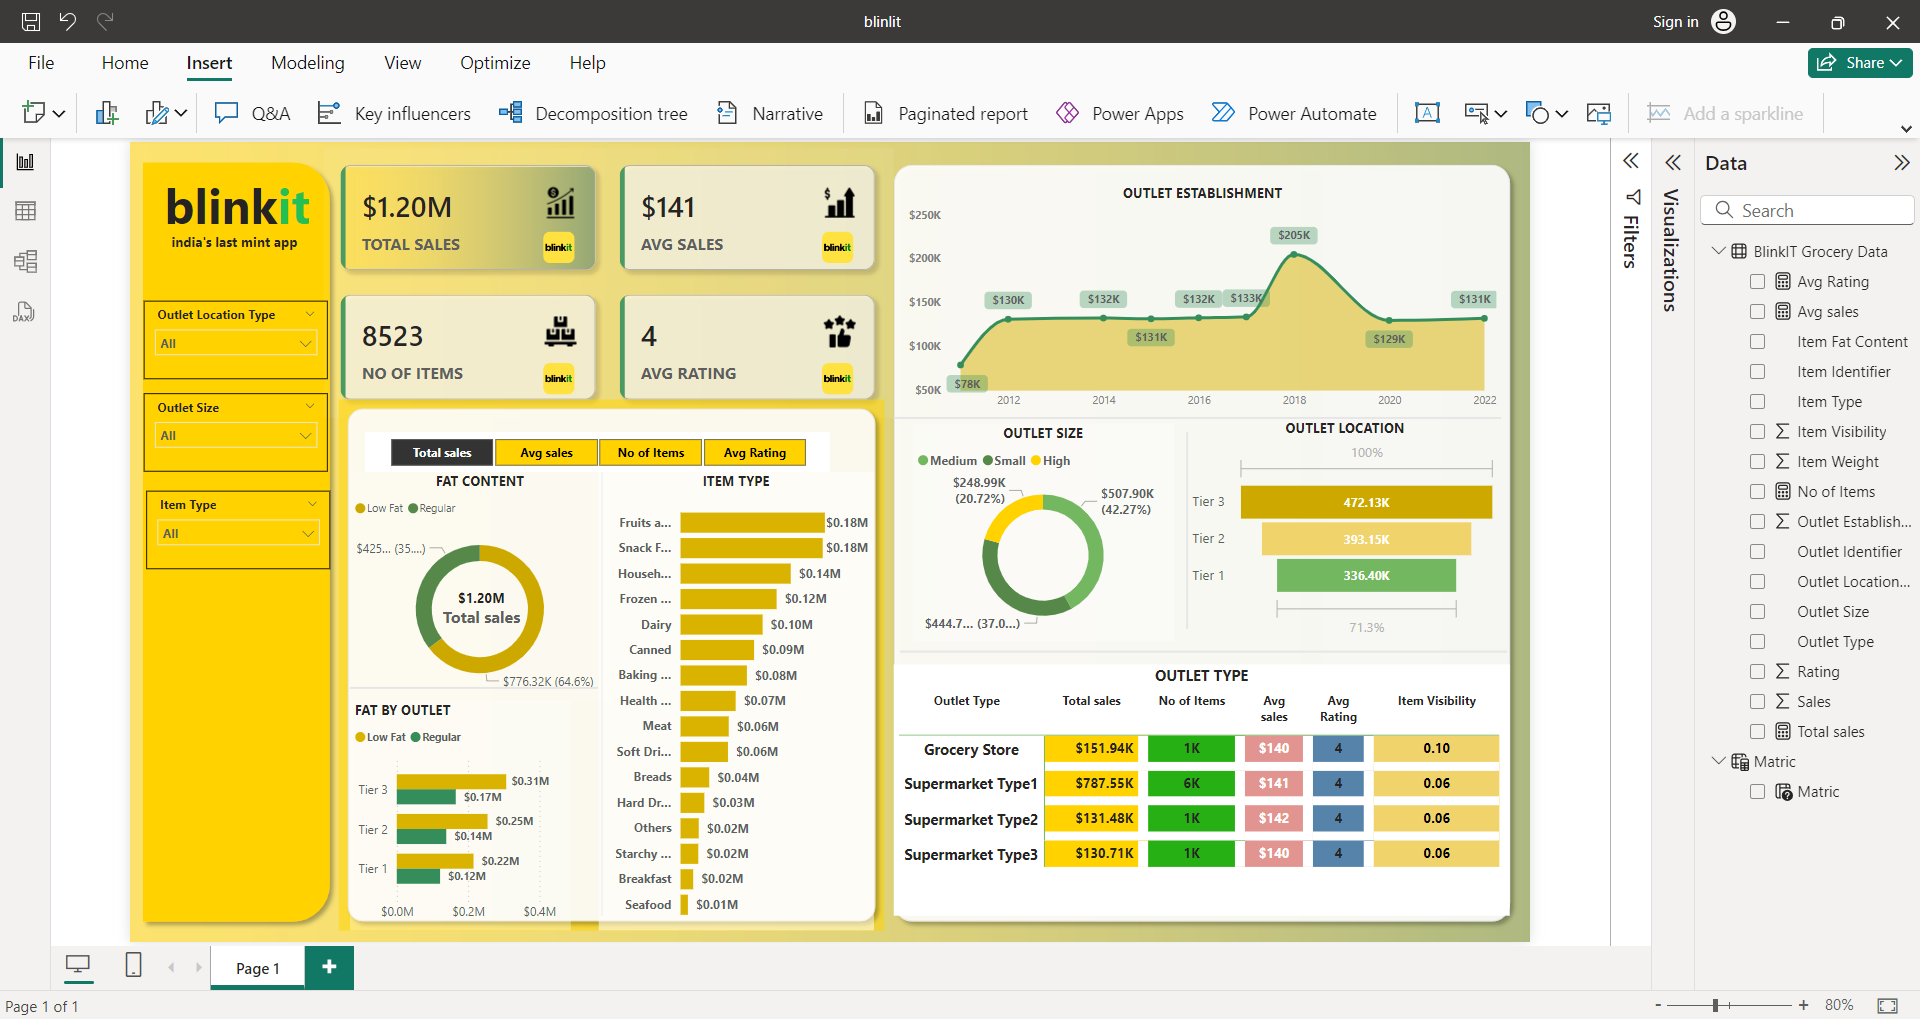 blinlit
Sign in
File Home Insert Modeling View Optimize Help
Share
Q&A Key influencers Decomposition tree Narrative Paginated report Power Apps Power Automate Add a sparkline
blinkit
india's last mint app
Outlet Location Type
All
Outlet Size
All
Item Type
All
$1.20M
TOTAL SALES
blinkit
$141
AVG SALES
blinkit
8523
NO OF ITEMS
blinkit
4
AVG RATING
blinkit
Total sales Avg sales No of Items Avg Rating
FAT CONTENT
Low Fat Regular
$425... (35....)
$1.20M
Total sales
$776.32K (64.6%)
FAT BY OUTLET
Low Fat Regular
Tier 3 $0.31M
$0.17M
Tier 2 $0.25M
$0.14M
Tier 1 $0.22M
$0.12M
$0.0M $0.2M $0.4M
ITEM TYPE
Fruits a... $0.18M
Snack F... $0.18M
Househ... $0.14M
Frozen ... $0.12M
Dairy $0.10M
Canned $0.09M
Baking ... $0.08M
Health ... $0.07M
Meat $0.06M
Soft Dri... $0.06M
Breads $0.04M
Hard Dr... $0.03M
Others $0.02M
Starchy ... $0.02M
Breakfast $0.02M
Seafood $0.01M
OUTLET ESTABLISHMENT
$250K
$200K
$150K
$100K
$50K
$78K $130K $132K $131K $132K $133K $205K $129K $131K
2012 2014 2016 2018 2020 2022
OUTLET SIZE
Medium Small High
$248.99K
(20.72%)
$507.90K
(42.27%)
$444.7... (37.0...)
OUTLET LOCATION
100%
Tier 3 472.13K
Tier 2 393.15K
Tier 1 336.40K
71.3%
OUTLET TYPE
Outlet Type Total sales No of Items Avg sales Avg Rating Item Visibility
Grocery Store $151.94K 1K $140 4 0.10
Supermarket Type1 $787.55K 6K $141 4 0.06
Supermarket Type2 $131.48K 1K $142 4 0.06
Supermarket Type3 $130.71K 1K $140 4 0.06
Filters
Visualizations
Data
Search
BlinkIT Grocery Data
Avg Rating
Avg sales
Item Fat Content
Item Identifier
Item Type
Item Visibility
Item Weight
No of Items
Outlet Establish...
Outlet Identifier
Outlet Location...
Outlet Size
Outlet Type
Rating
Sales
Total sales
Matric
Matric
Page 1
Page 1 of 1
80%